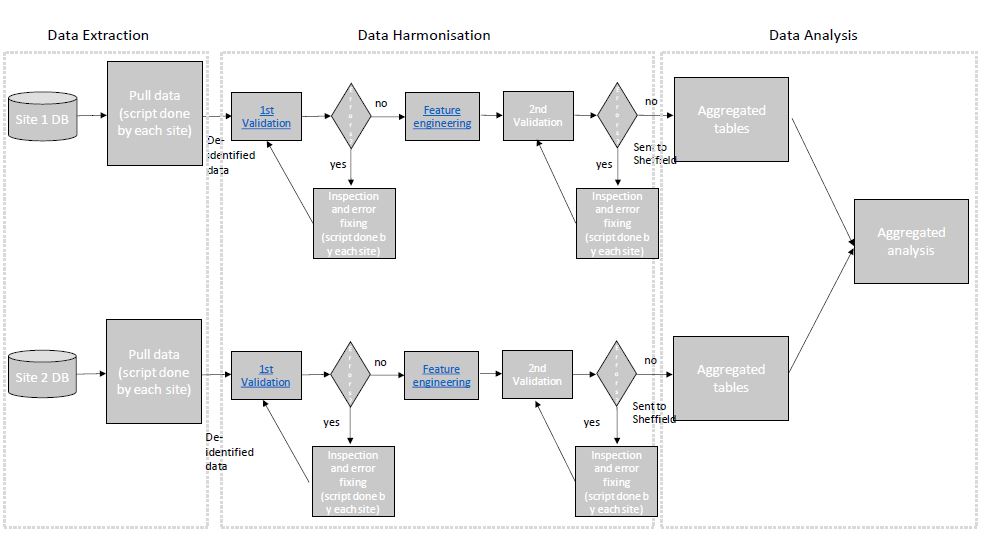 Data Extraction
Data Harmonisation
Data Analysis
Site 1 DB
Pull data
(script done
by each site)
De-
identified
data
1st
Validation
Errors
no
yes
Inspection
and error
fixing
(script done b
y each site)
Feature
engineering
2nd
Validation
Errors
no
yes
Sent to
Sheffield
Inspection
and error
fixing
(script done b
y each site)
Aggregated
tables
Aggregated
analysis
Site 2 DB
Pull data
(script done
by each site)
De-
identified
data
1st
Validation
Errors
no
yes
Inspection
and error
fixing
(script done b
y each site)
Feature
engineering
2nd
Validation
Errors
no
yes
Sent to
Sheffield
Inspection
and error
fixing
(script done b
y each site)
Aggregated
tables